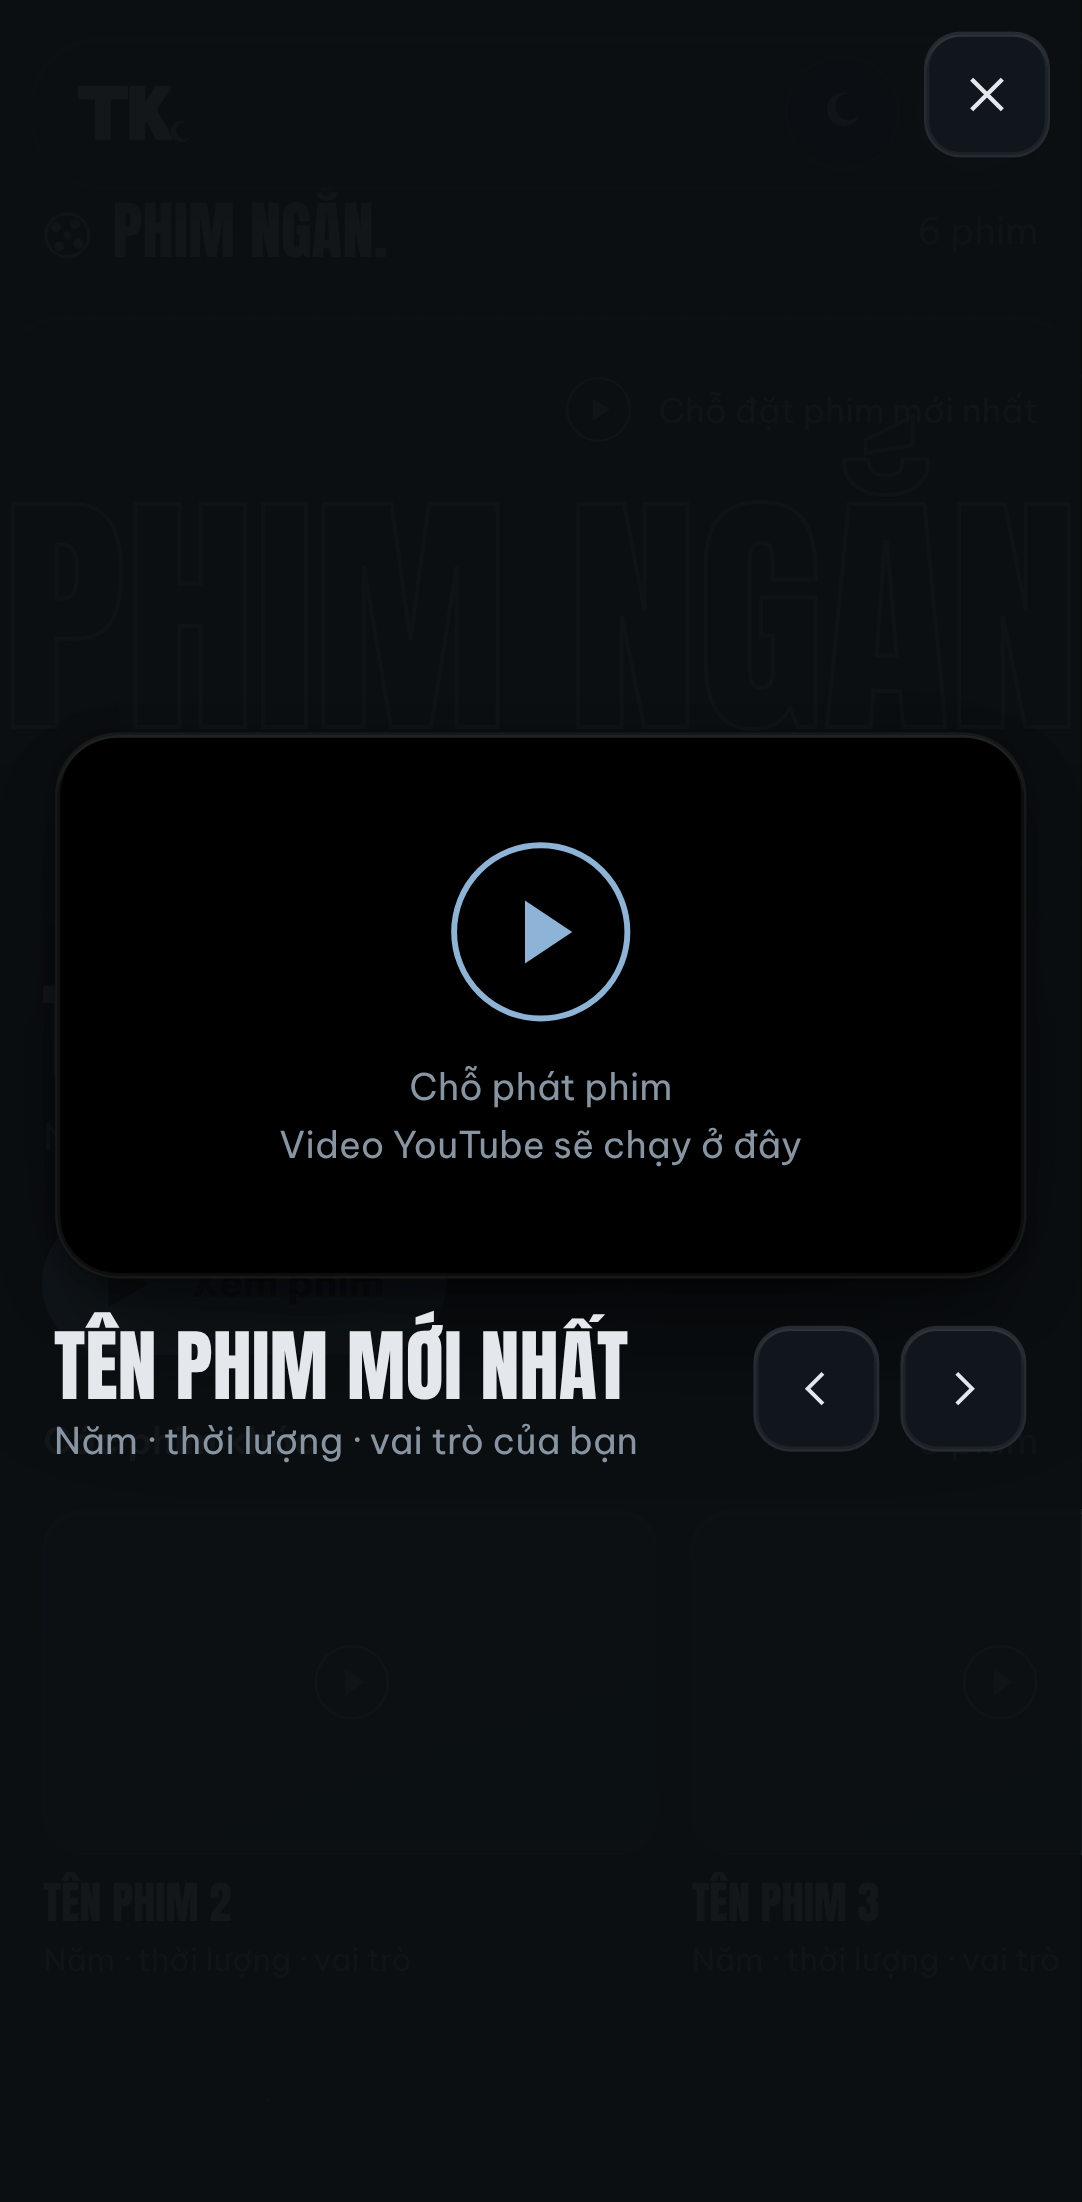 TK
PHIM NGẮN.
6 phim
Chỗ đặt phim mới nhất
PHIM NGẮN
Chỗ phát phim
Video YouTube sẽ chạy ở đây
Xem phim
TÊN PHIM MỚI NHẤT
Năm · thời lượng · vai trò của bạn
TÊN PHIM 2
Năm · thời lượng · vai trò
TÊN PHIM 3
Năm · thời lượng · vai trò